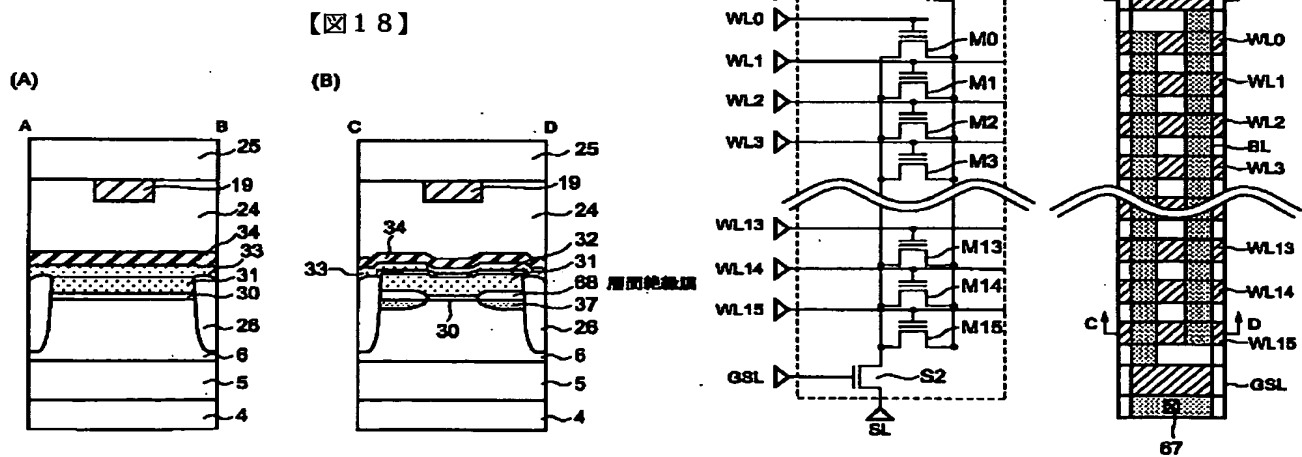 【図18】
(A)
(B)
A
B
C
D
25
19
24
34
33
31
30
26
6
5
4
25
19
24
34
32
33
31
68
層間絶縁膜
37
30
26
6
5
4
WL0
M0
WL1
M1
WL2
M2
WL3
M3
WL13
M13
WL14
M14
WL15
M15
GSL
S2
SL
WL0
WL1
WL2
BL
WL3
WL13
WL14
C
D
WL15
GSL
67